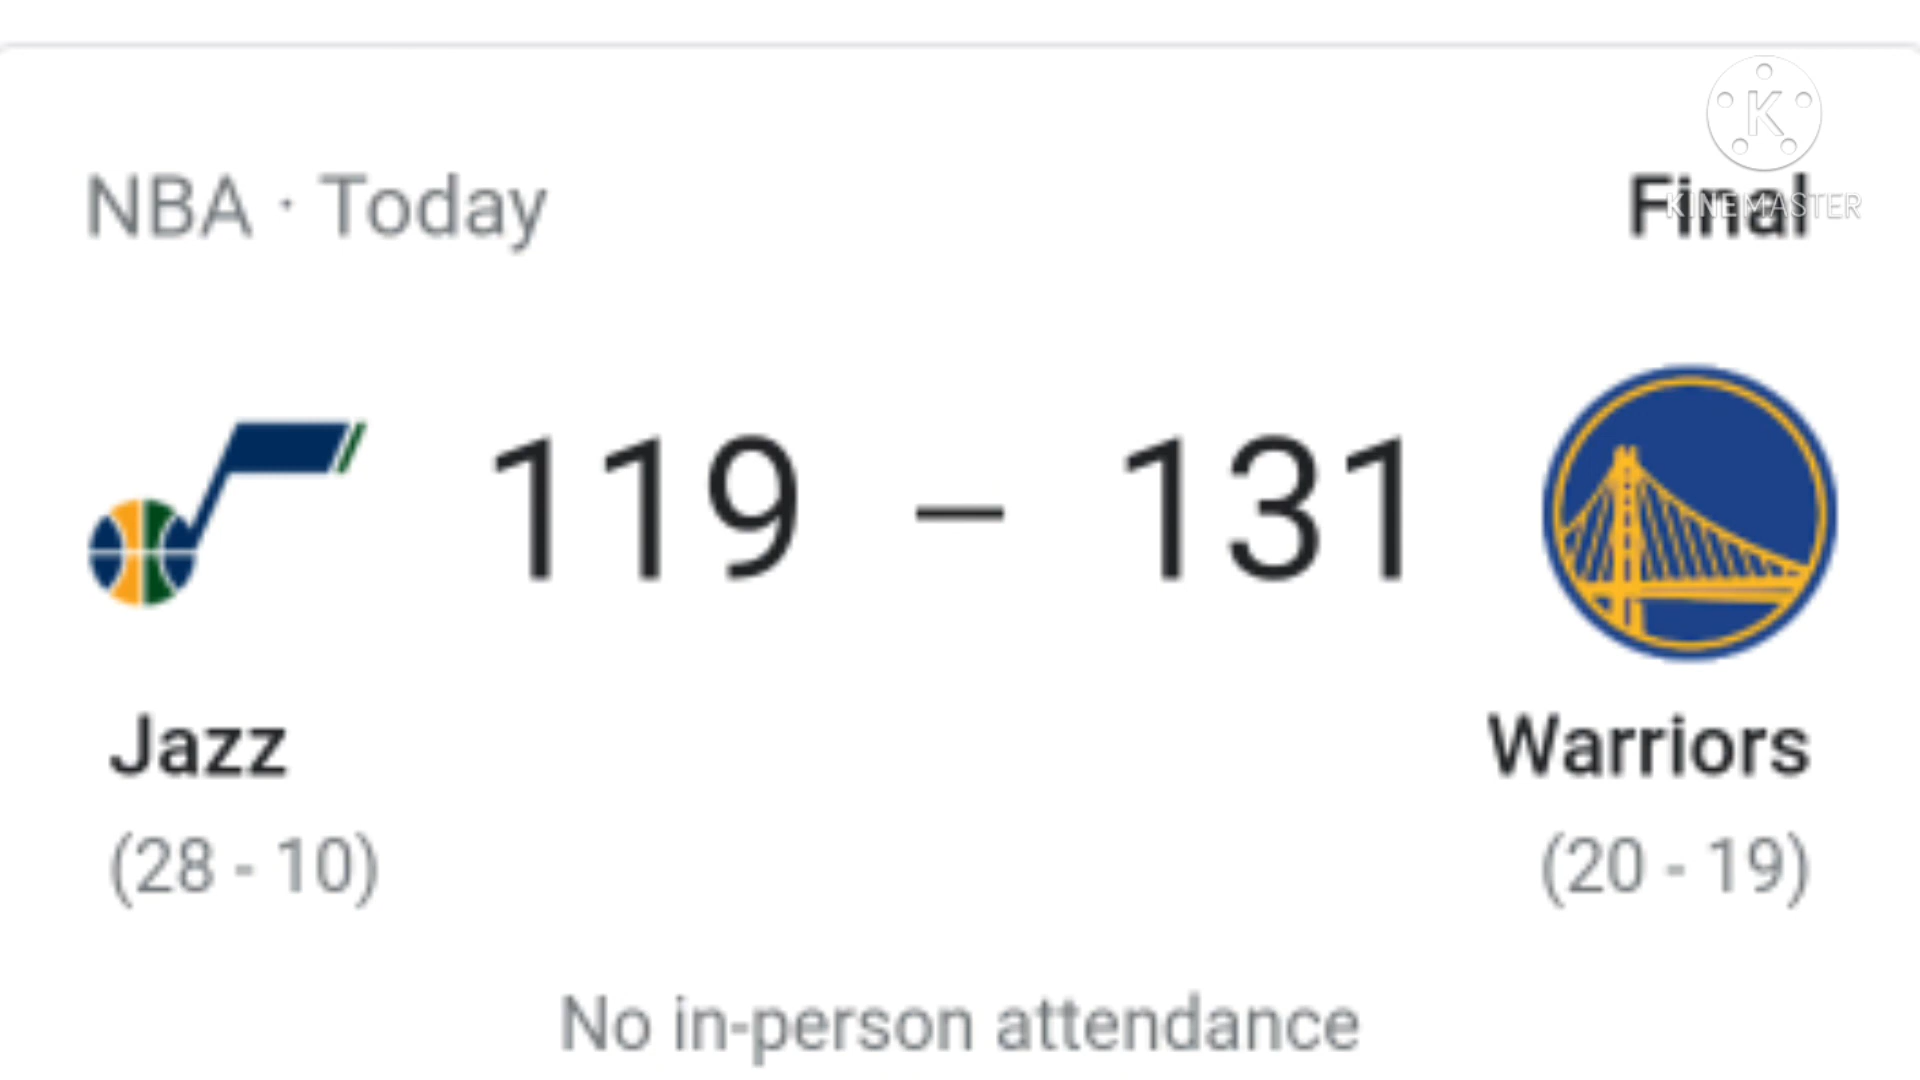 K
KINEMASTER
NBA · Today
Final
119 – 131
Jazz
Warriors
(28 - 10)
(20 - 19)
No in-person attendance